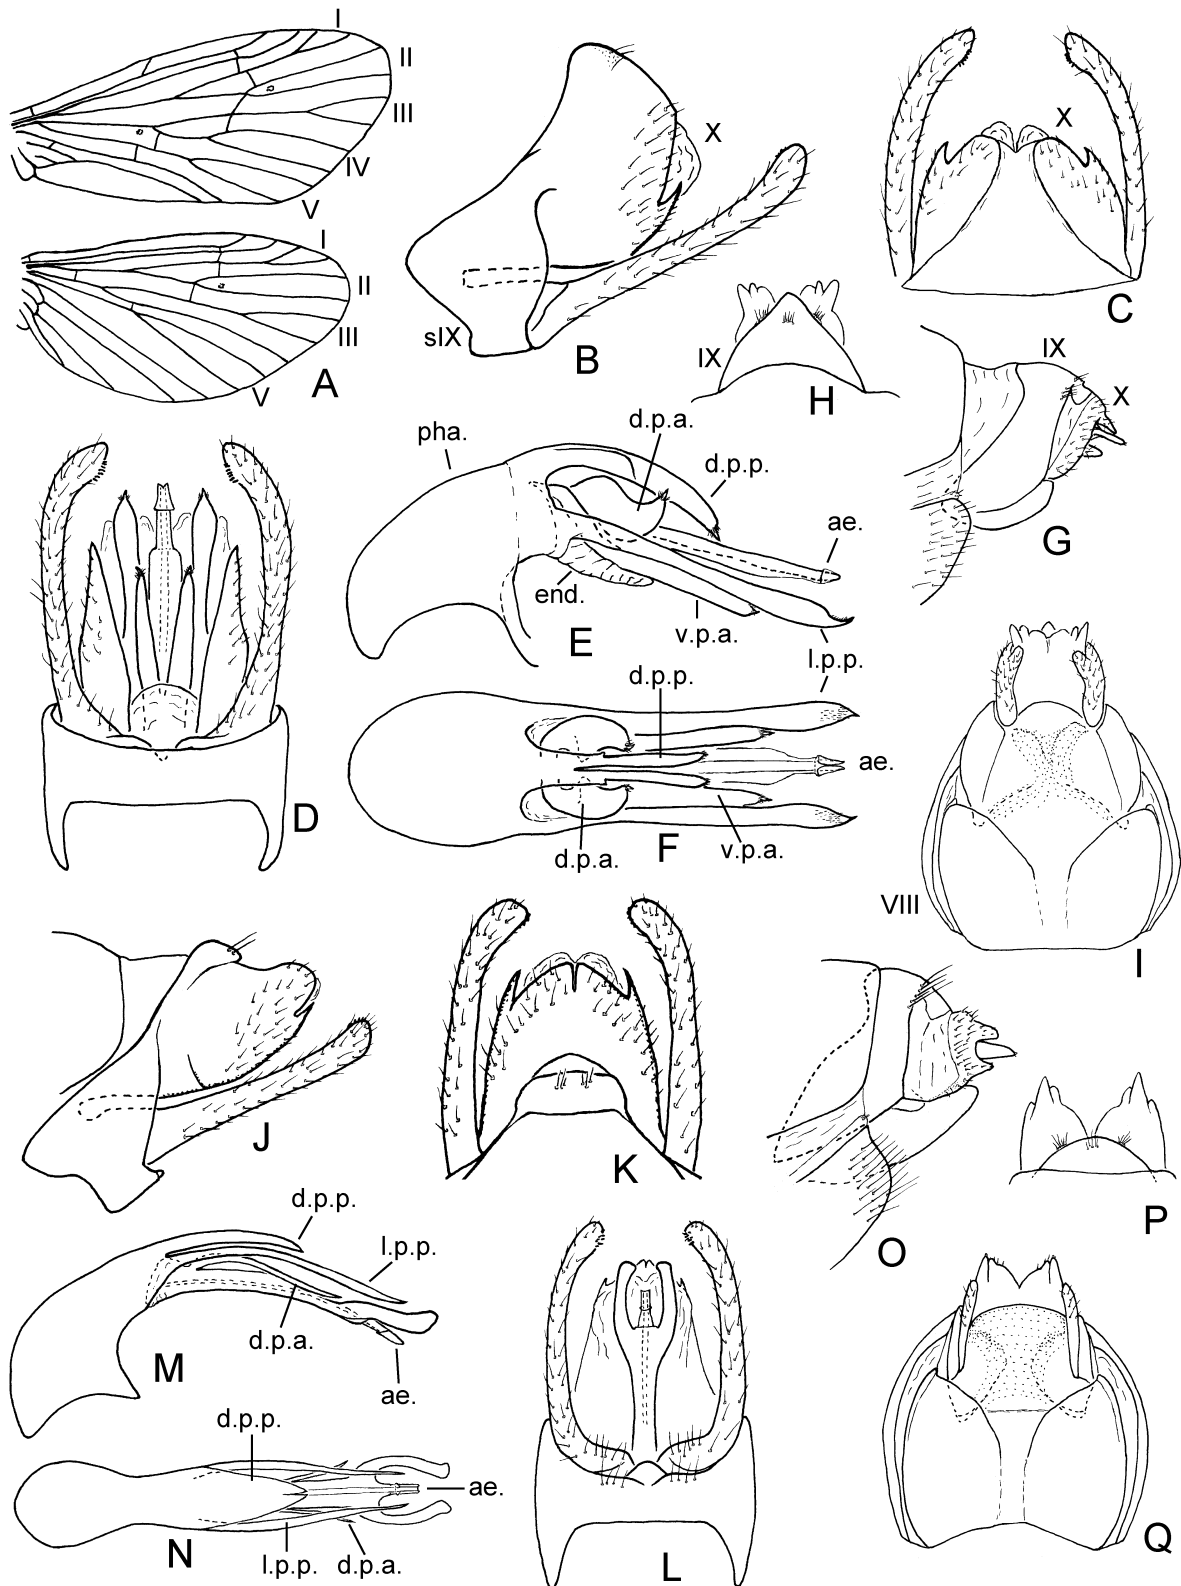 I
II
III
IV
V
I
II
III
V
A
X
sIX
B
X
C
IX
H
IX
X
G
D
pha.
d.p.a.
d.p.p.
ae.
end.
v.p.a.
l.p.p.
E
d.p.p.
ae.
d.p.a.
v.p.a.
F
VIII
I
J
K
O
P
d.p.p.
l.p.p.
d.p.a.
ae.
M
d.p.p.
ae.
l.p.p.
d.p.a.
N
L
Q